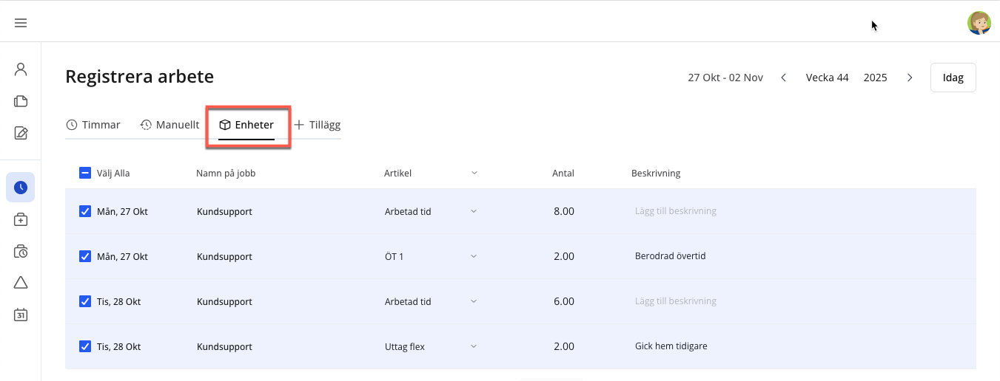 Registrera arbete
27 Okt - 02 Nov Vecka 44 2025 Idag
Timmar Manuellt Enheter Tillägg
Välj Alla Namn på jobb Artikel Antal Beskrivning
Mån, 27 Okt Kundsupport Arbetad tid 8.00 Lägg till beskrivning
Mån, 27 Okt Kundsupport ÖT 1 2.00 Berodrad övertid
Tis, 28 Okt Kundsupport Arbetad tid 6.00 Lägg till beskrivning
Tis, 28 Okt Kundsupport Uttag flex 2.00 Gick hem tidigare
31